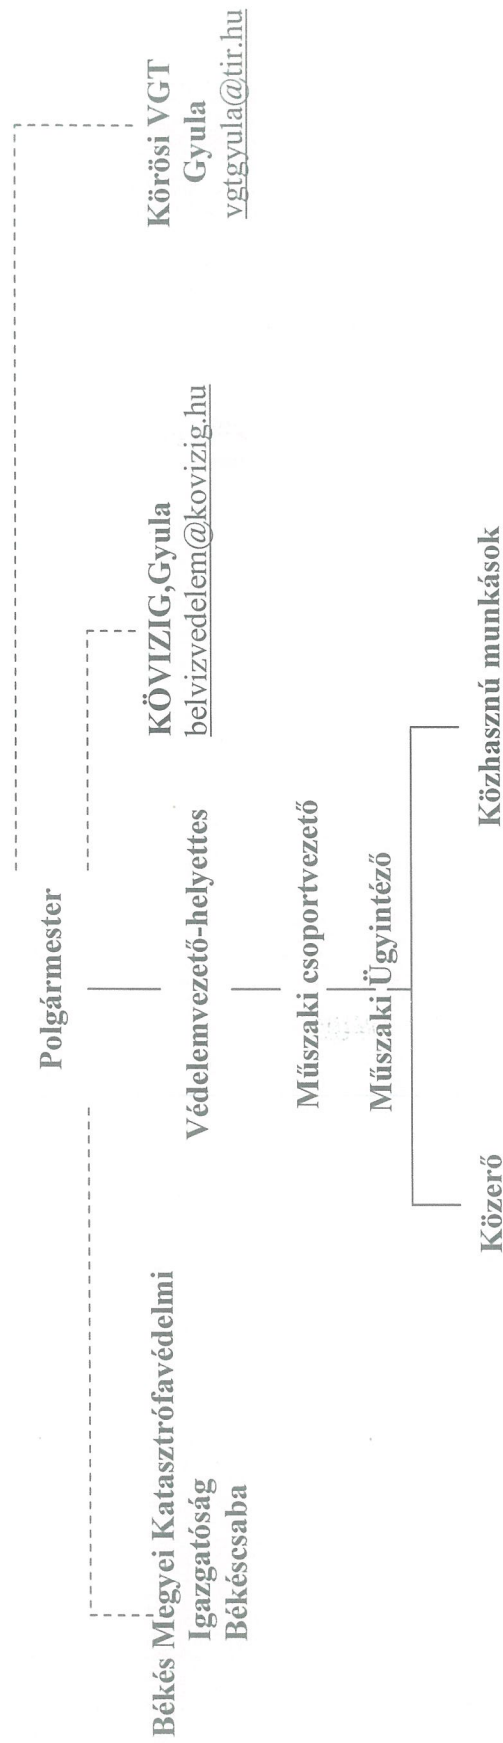 Polgármester
Békés Megyei Katasztrófavédelmi
Igazgatóság
Békéscsaba
KÖVIZIG,Gyula
belvizvedelem@kovizig.hu
Körösi VGT
Gyula
vgtgyula@tir.hu
Védelemvezető-helyettes
Műszaki csoportvezető
Műszaki Ügyintéző
Közerő
Közhasznú munkások